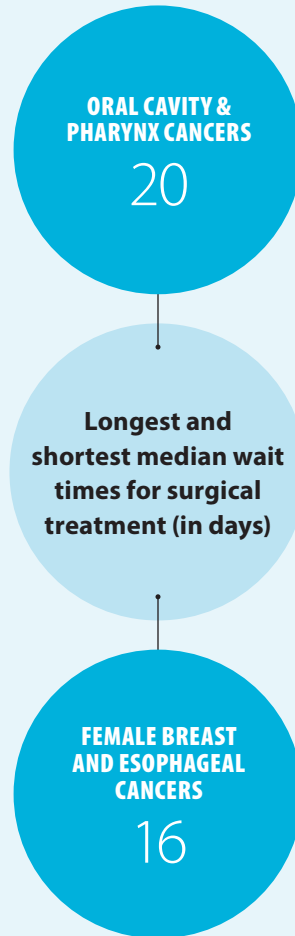 ORAL CAVITY &
PHARYNX CANCERS
20
Longest and
shortest median wait
times for surgical
treatment (in days)
FEMALE BREAST
AND ESOPHAGEAL
CANCERS
16